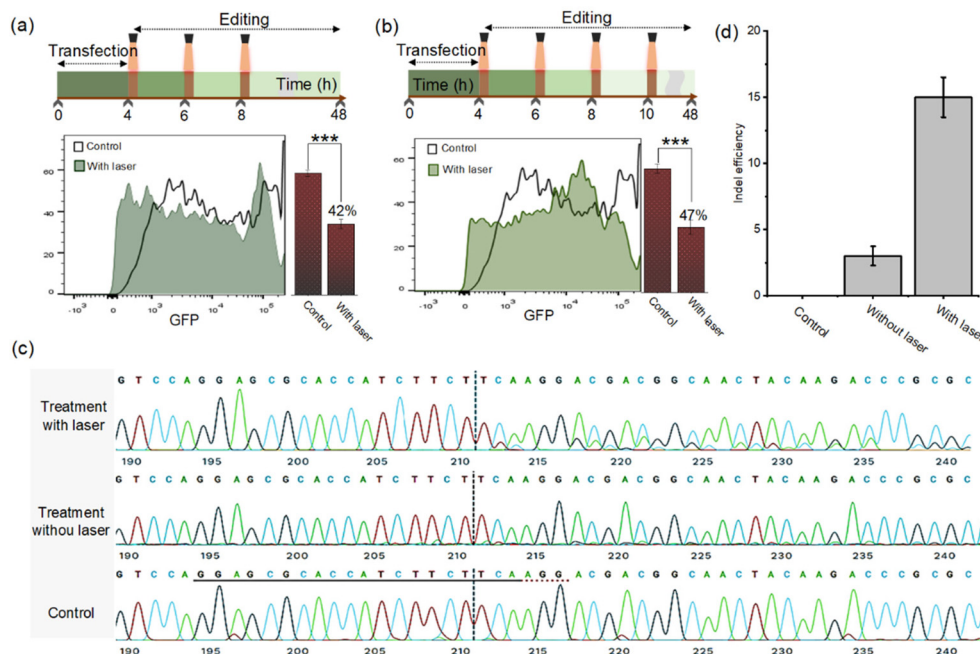 (a)
Editing
Transfection
Time (h)
0 4 6 8 48
Control
With laser
***
42%
60
40
20
0
-10³ 0 10³ 10⁴ 10⁵
GFP
Control
With laser
(b)
Editing
Transfection
Time (h)
0 4 6 8 10 48
Control
With laser
***
47%
60
40
20
0
-10³ 0 10³ 10⁴ 10⁵
GFP
Control
With laser
(d)
Indel efficiency
20
15
10
5
0
Control
Without laser
With laser
(c)
Treatment
with laser
GTCCAGGAGCGCACCATCTTCTTCAAGGACGACGGCAACTACAAGACCCGCGC
190 195 200 205 210 215 220 225 230 235 240
Treatment
withou laser
GTCCAGGAGCGCACCATCTTCTTCAAGGACGACGGCAACTACAAGACCCGCGC
190 195 200 205 210 215 220 225 230 235 240
Control
GTCCAGGAGCGCACCATCTTCTTCAAGGACGACGGCAACTACAAGACCCGCGC
190 195 200 205 210 215 220 225 230 235 240